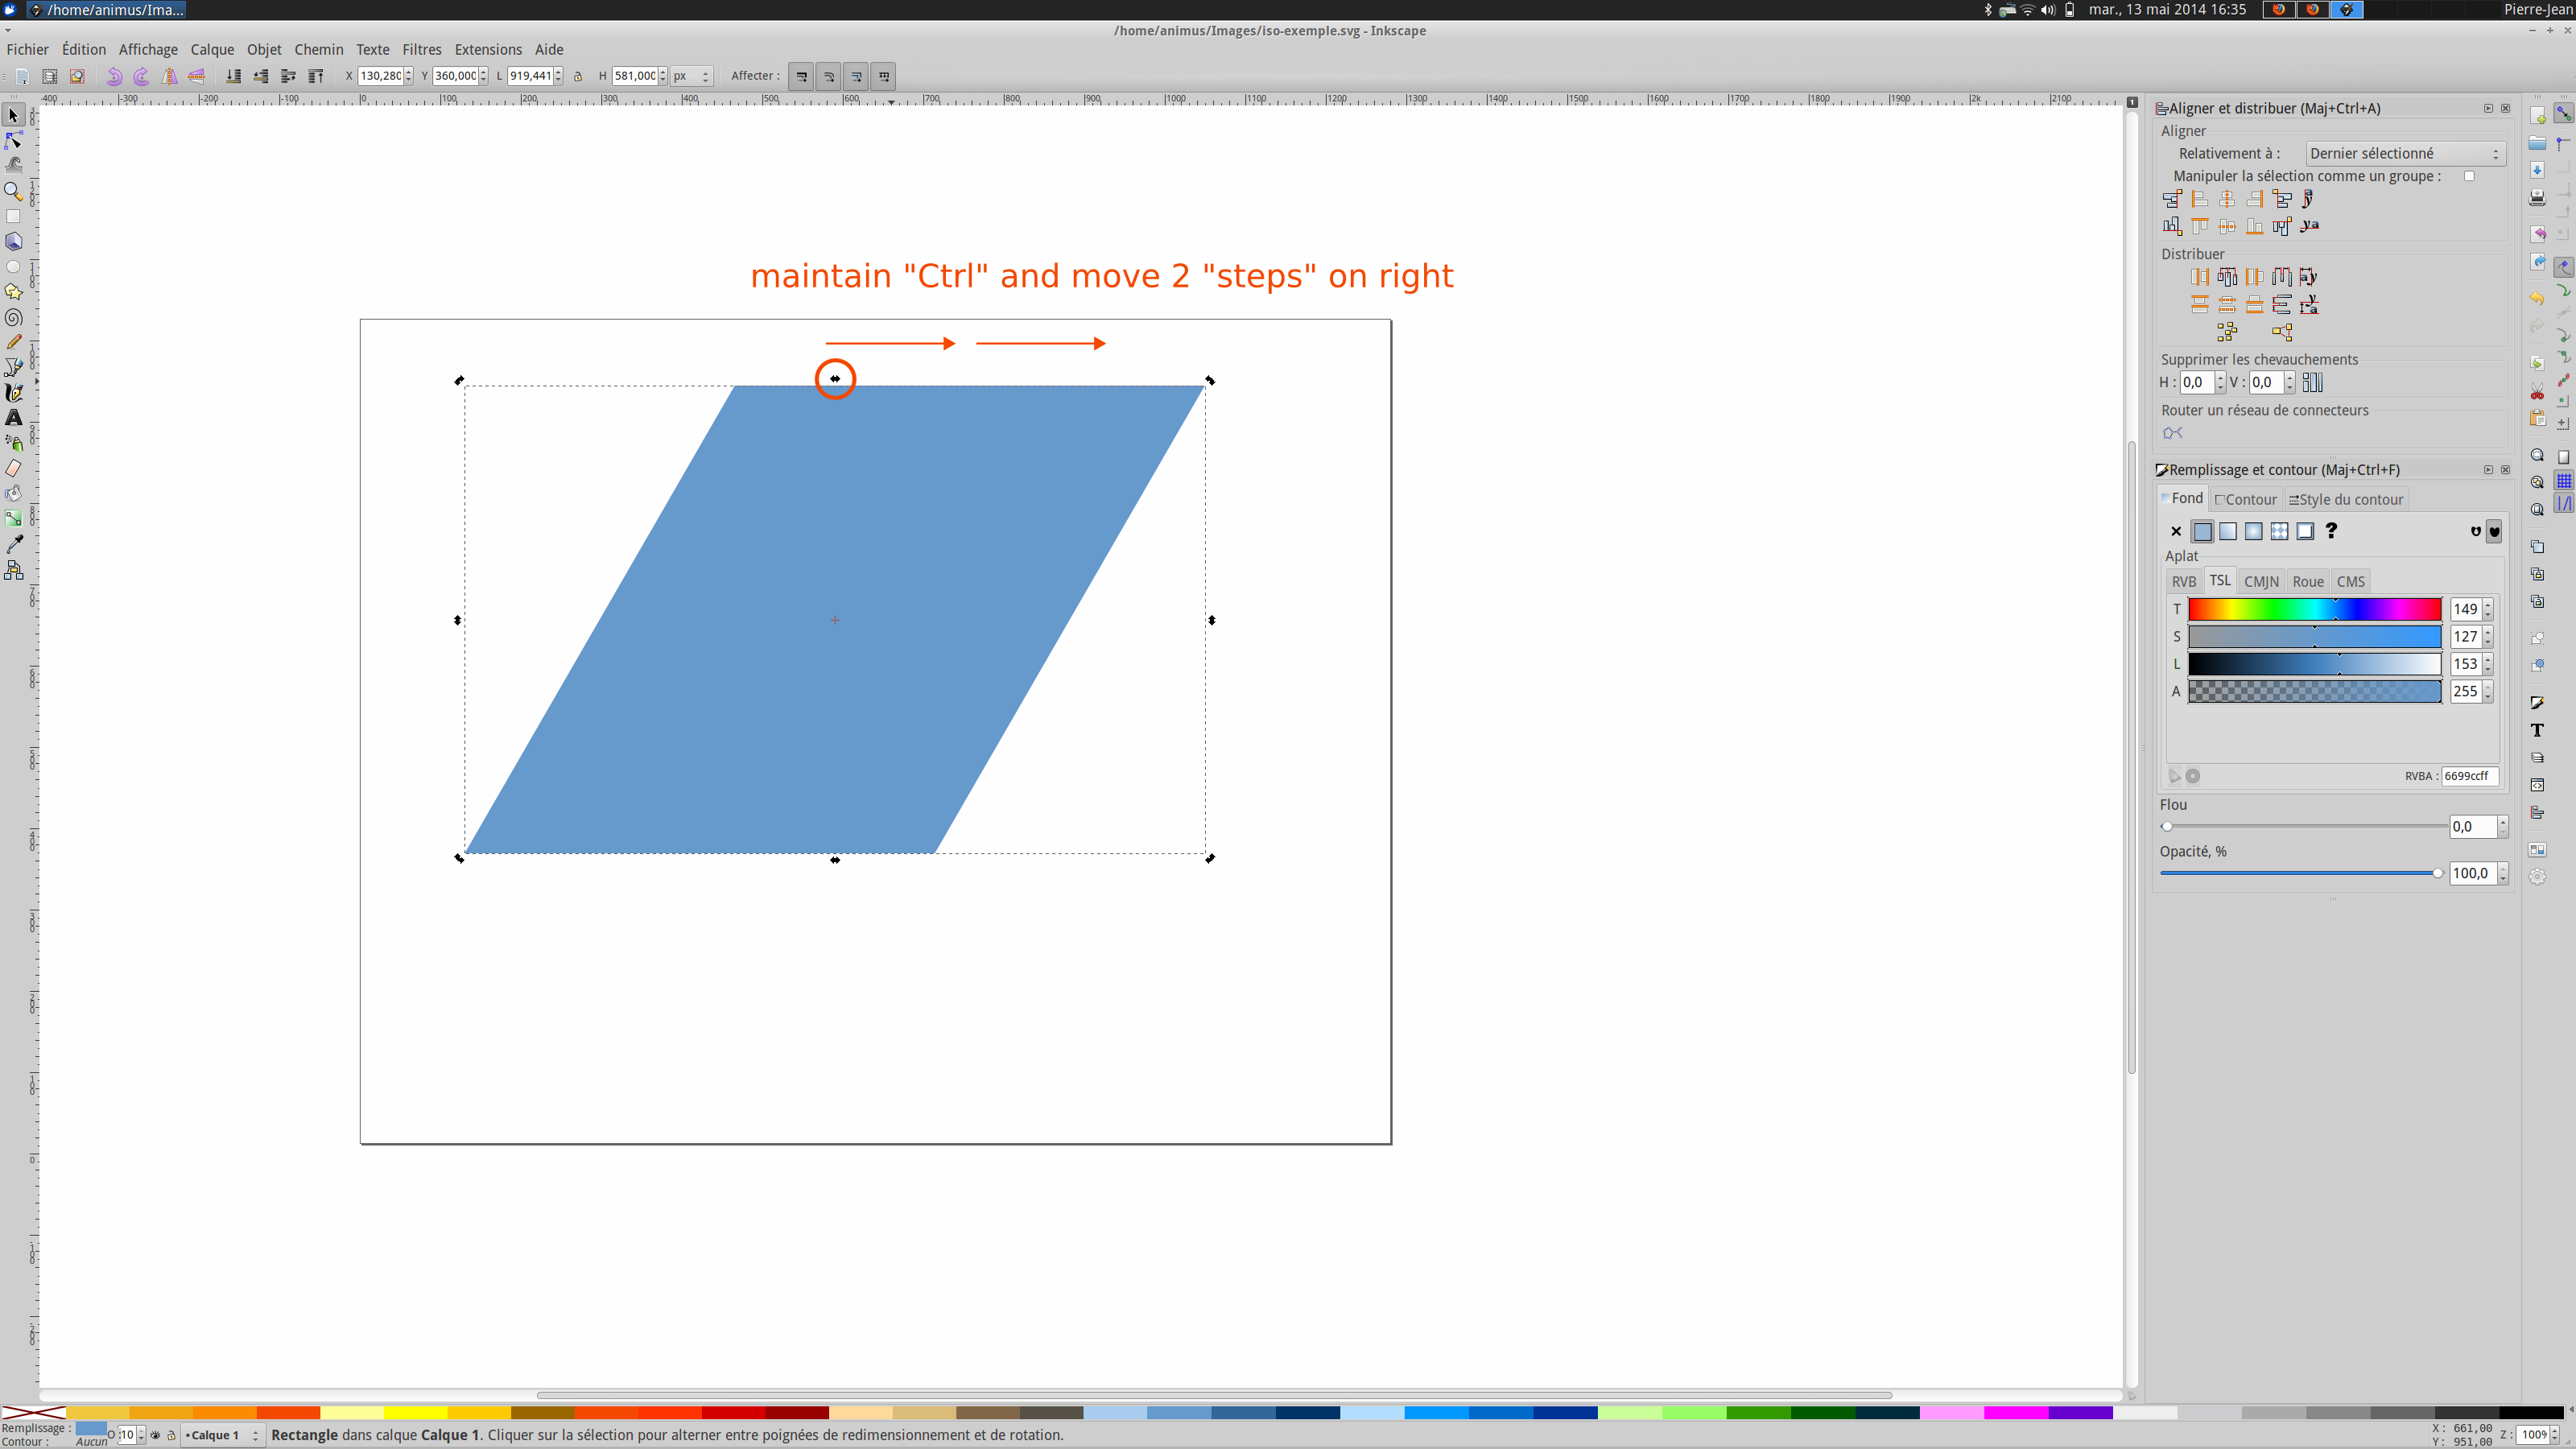 /home/animus/Ima...
mar., 13 mai 2014 16:35
Pierre-Jean
/home/animus/Images/iso-exemple.svg - Inkscape
Fichier Édition Affichage Calque Objet Chemin Texte Filtres Extensions Aide
X 130,280 Y 360,000 L 919,441 H 581,000 px Affecter :
-400 -300 -200 -100 0 100 200 300 400 500 600 700 800 900 1000 1100 1200 1300 1400 1500 1600 1700 1800 1900 2k 2100
Aligner et distribuer (Maj+Ctrl+A)
Aligner
Relativement à : Dernier sélectionné
Manipuler la sélection comme un groupe :
Distribuer
maintain "Ctrl" and move 2 "steps" on right
Supprimer les chevauchements
H : 0,0 V : 0,0
Router un réseau de connecteurs
Remplissage et contour (Maj+Ctrl+F)
Fond Contour Style du contour
Aplat
RVB TSL CMJN Roue CMS
T 149
S 127
L 153
A 255
RVBA : 6699ccff
Flou
0,0
Opacité, %
100,0
Remplissage :
Contour : Aucun
O :10
•Calque 1
Rectangle dans calque Calque 1. Cliquer sur la sélection pour alterner entre poignées de redimensionnement et de rotation.
X : 661,00
Y : 951,00
Z : 100%